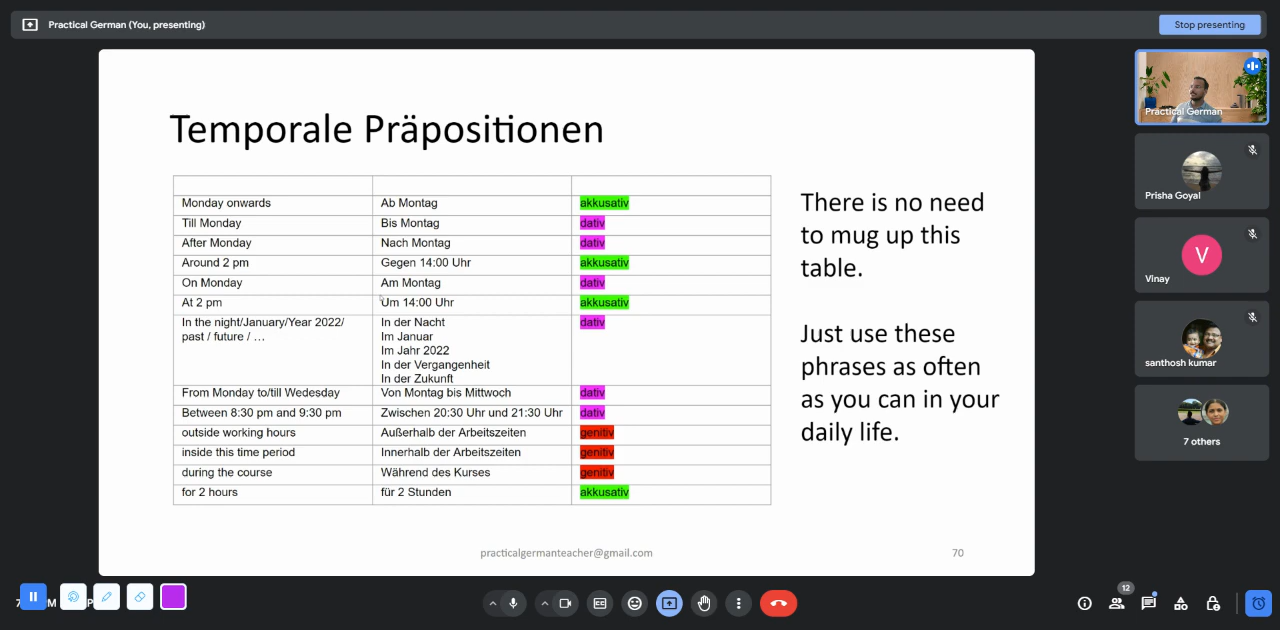 Practical German (You, presenting)
Stop presenting
Temporale Präpositionen
Monday onwards Ab Montag akkusativ
Till Monday Bis Montag dativ
After Monday Nach Montag dativ
Around 2 pm Gegen 14:00 Uhr akkusativ
On Monday Am Montag dativ
At 2 pm Um 14:00 Uhr akkusativ
In the night/January/Year 2022/ In der Nacht dativ
past / future / … Im Januar
Im Jahr 2022
In der Vergangenheit
In der Zukunft
From Monday to/till Wedesday Von Montag bis Mittwoch dativ
Between 8:30 pm and 9:30 pm Zwischen 20:30 Uhr und 21:30 Uhr dativ
outside working hours Außerhalb der Arbeitszeiten genitiv
inside this time period Innerhalb der Arbeitszeiten genitiv
during the course Während des Kurses genitiv
for 2 hours für 2 Stunden akkusativ
There is no need
to mug up this
table.
Just use these
phrases as often
as you can in your
daily life.
practicalgermanteacher@gmail.com
70
Practical German
Prisha Goyal
V
Vinay
santhosh kumar
7 others
12